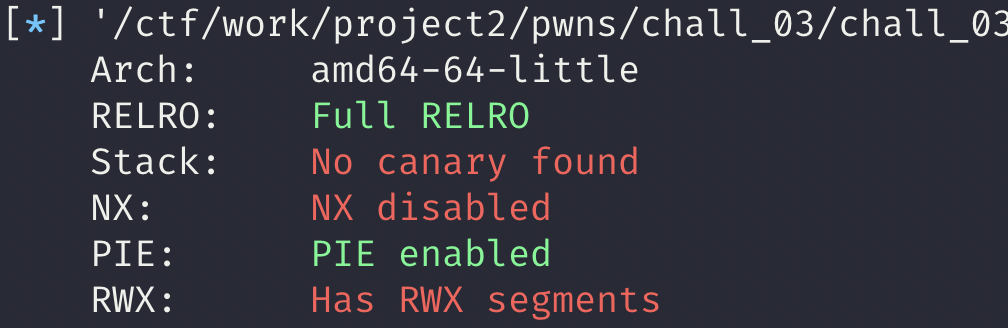 [*] '/ctf/work/project2/pwns/chall_03/chall_03
Arch: amd64-64-little
RELRO: Full RELRO
Stack: No canary found
NX: NX disabled
PIE: PIE enabled
RWX: Has RWX segments